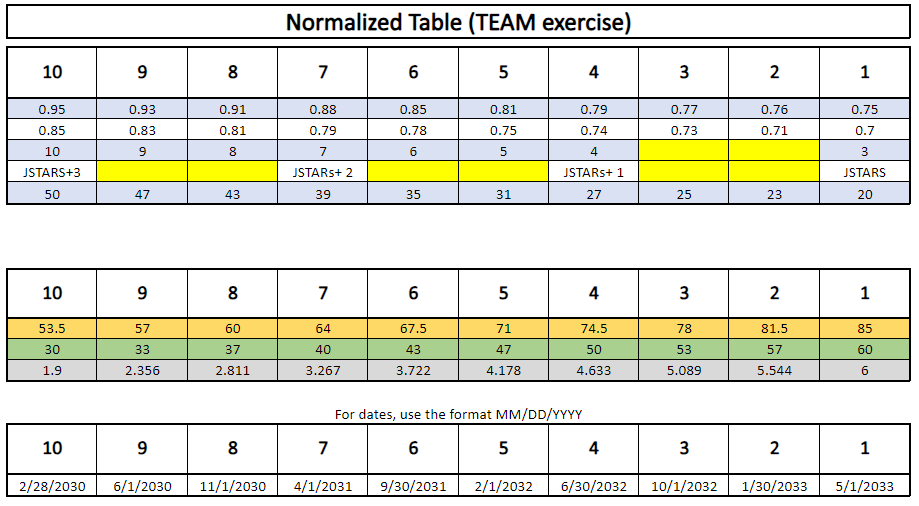 Normalized Table (TEAM exercise)
10 9 8 7 6 5 4 3 2 1
0.95 0.93 0.91 0.88 0.85 0.81 0.79 0.77 0.76 0.75
0.85 0.83 0.81 0.79 0.78 0.75 0.74 0.73 0.71 0.7
10 9 8 7 6 5 4 3
JSTARS+3 JSTARs+ 2 JSTARs+ 1 JSTARS
50 47 43 39 35 31 27 25 23 20
10 9 8 7 6 5 4 3 2 1
53.5 57 60 64 67.5 71 74.5 78 81.5 85
30 33 37 40 43 47 50 53 57 60
1.9 2.356 2.811 3.267 3.722 4.178 4.633 5.089 5.544 6
For dates, use the format MM/DD/YYYY
10 9 8 7 6 5 4 3 2 1
2/28/2030 6/1/2030 11/1/2030 4/1/2031 9/30/2031 2/1/2032 6/30/2032 10/1/2032 1/30/2033 5/1/2033